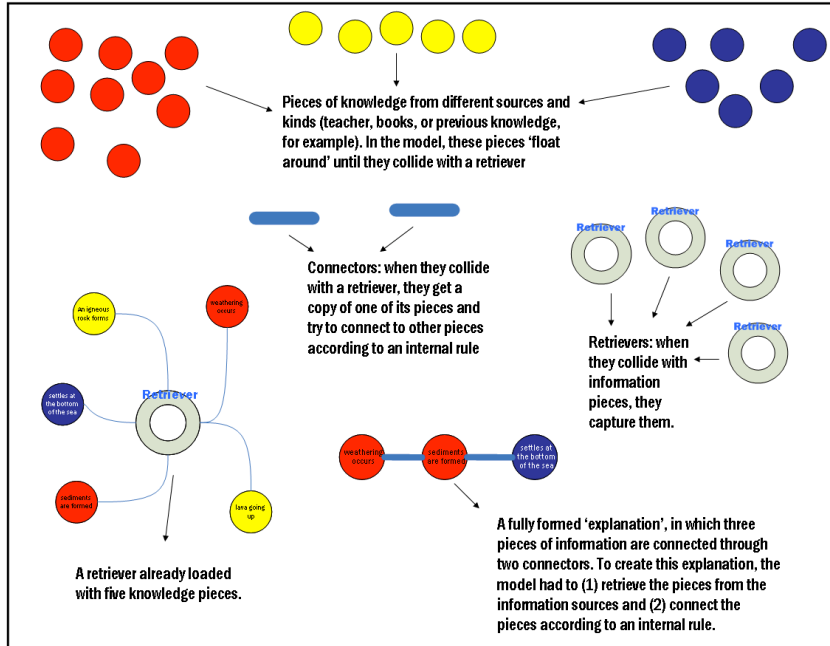 Pieces of knowledge from different sources and
kinds (teacher, books, or previous knowledge,
for example). In the model, these pieces ‘float
around’ until they collide with a retriever
Connectors: when they collide
with a retriever, they get a
copy of one of its pieces and
try to connect to other pieces
according to an internal rule
Retriever
Retriever
Retriever
Retriever
Retrievers: when
they collide with
information
pieces, they
capture them.
An igneous
rock forms
weathering
occurs
settles at
the bottom
of the sea
Retriever
sediments
are formed
lava going
up
A retriever already loaded
with five knowledge pieces.
weathering
occurs
sediments
are formed
settles at
the bottom
of the sea
A fully formed ‘explanation’, in which three
pieces of information are connected through
two connectors. To create this explanation, the
model had to (1) retrieve the pieces from the
information sources and (2) connect the
pieces according to an internal rule.